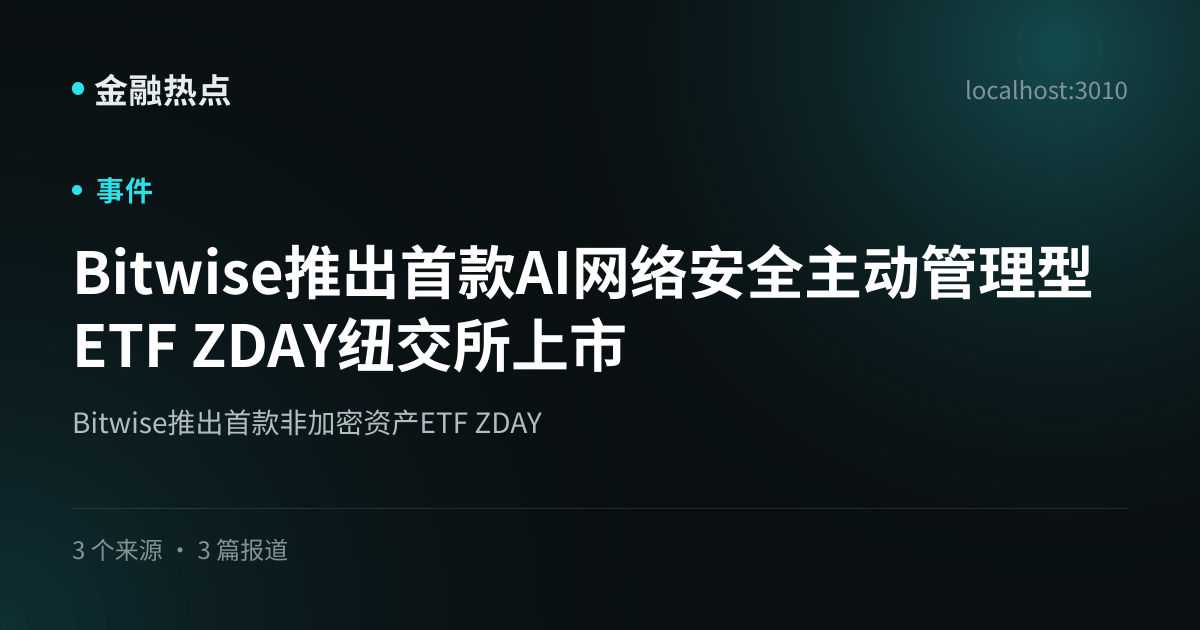 金融热点
localhost:3010
事件
Bitwise推出首款AI网络安全主动管理型
ETF ZDAY纽交所上市
Bitwise推出首款非加密资产ETF ZDAY
3 个来源 · 3 篇报道